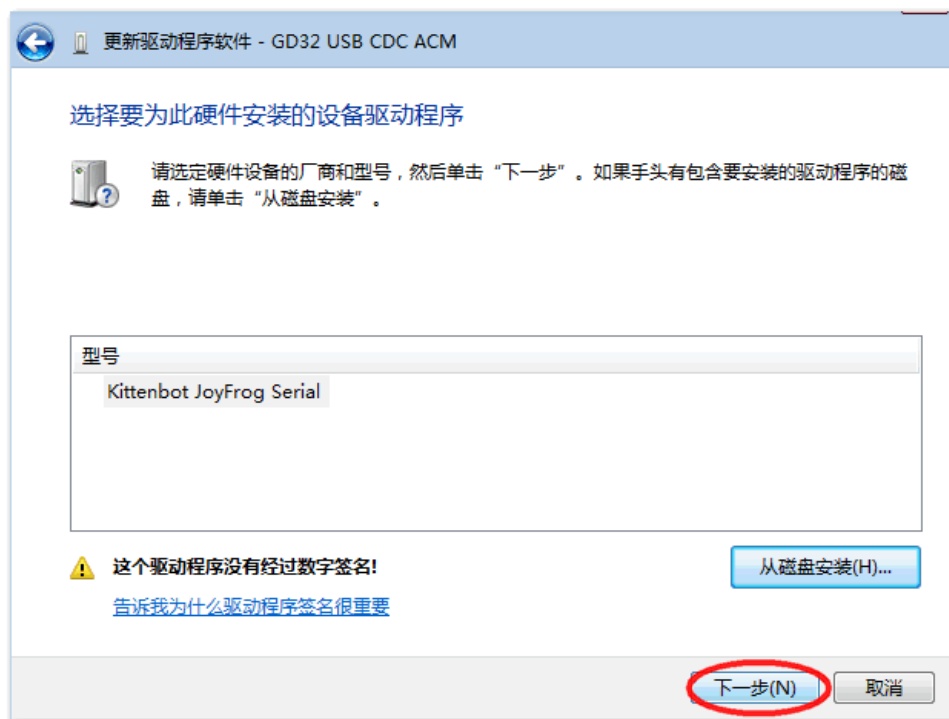 更新驱动程序软件 - GD32 USB CDC ACM
选择要为此硬件安装的设备驱动程序
请选定硬件设备的厂商和型号，然后单击“下一步”。如果手头有包含要安装的驱动程序的磁
盘，请单击“从磁盘安装”。
型号
Kittenbot JoyFrog Serial
这个驱动程序没有经过数字签名!
从磁盘安装(H)...
告诉我为什么驱动程序签名很重要
下一步(N)
取消